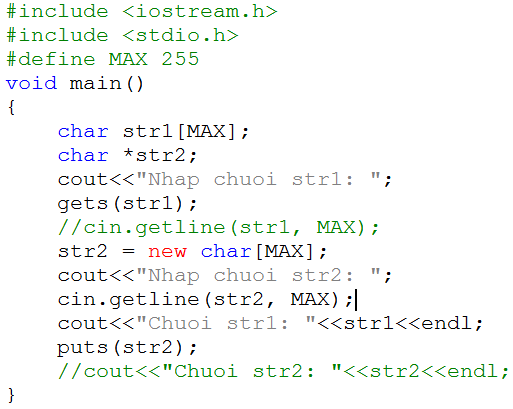 #include <iostream.h>
#include <stdio.h>
#define MAX 255
void main()
{
    char str1[MAX];
    char *str2;
    cout<<"Nhap chuoi str1: ";
    gets(str1);
    //cin.getline(str1, MAX);
    str2 = new char[MAX];
    cout<<"Nhap chuoi str2: ";
    cin.getline(str2, MAX);
    cout<<"Chuoi str1: "<<str1<<endl;
    puts(str2);
    //cout<<"Chuoi str2: "<<str2<<endl;
}